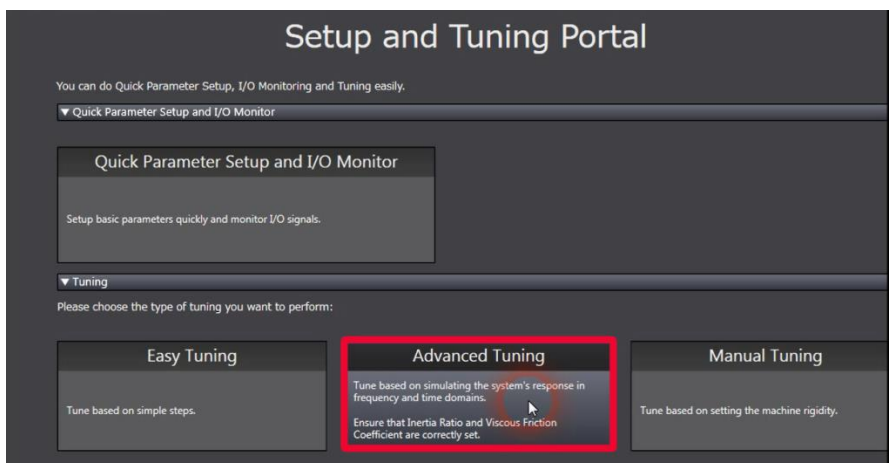 Setup and Tuning Portal
You can do Quick Parameter Setup, I/O Monitoring and Tuning easily.
▼ Quick Parameter Setup and I/O Monitor
Quick Parameter Setup and I/O Monitor
Setup basic parameters quickly and monitor I/O signals.
▼ Tuning
Please choose the type of tuning you want to perform:
Easy Tuning
Tune based on simple steps.
Advanced Tuning
Tune based on simulating the system's response in
frequency and time domains.
Ensure that Inertia Ratio and Viscous Friction
Coefficient are correctly set.
Manual Tuning
Tune based on setting the machine rigidity.